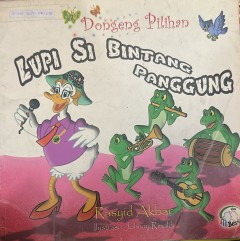 Dongeng Pilihan
LUPI SI BINTANG
PANGGUNG
Rasyid Akbar